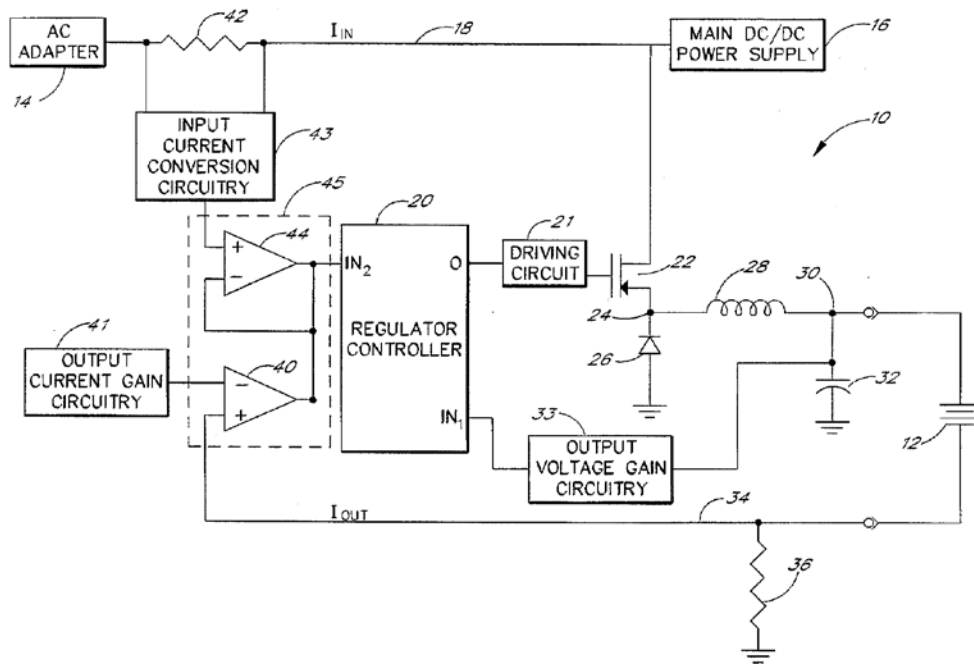 AC
ADAPTER
14
42
I_IN
18
MAIN DC/DC
POWER SUPPLY
16
10
INPUT
CURRENT
CONVERSION
CIRCUITRY
43
45
+
−
44
20
IN₂
O
REGULATOR
CONTROLLER
IN₁
21
DRIVING
CIRCUIT
22
24
26
28
30
32
12
41
OUTPUT
CURRENT GAIN
CIRCUITRY
−
+
40
33
OUTPUT
VOLTAGE GAIN
CIRCUITRY
I_OUT
34
36